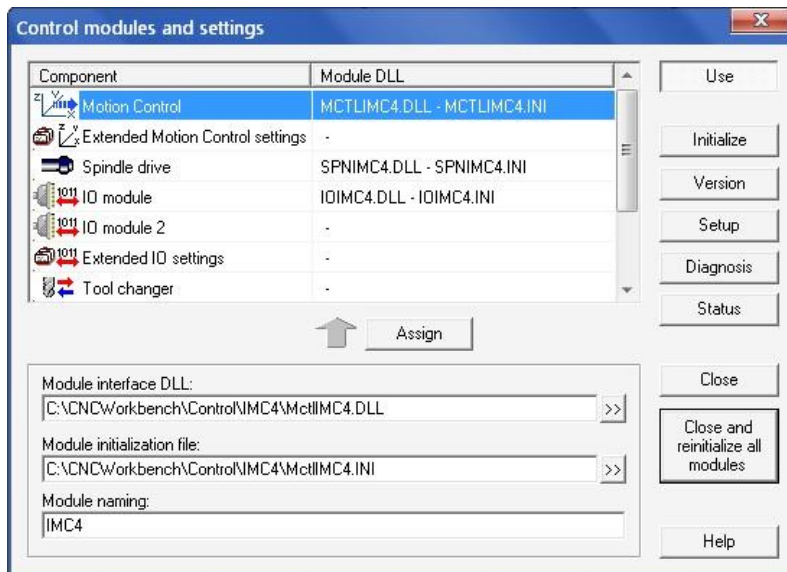 Control modules and settings
Component Module DLL
Motion Control MCTLIMC4.DLL - MCTLIMC4.INI
Extended Motion Control settings -
Spindle drive SPNIMC4.DLL - SPNIMC4.INI
IO module IOIMC4.DLL - IOIMC4.INI
IO module 2 -
Extended IO settings -
Tool changer -
Assign
Module interface DLL:
C:\CNCWorkbench\Control\IMC4\MctlIMC4.DLL >>
Module initialization file:
C:\CNCWorkbench\Control\IMC4\MctlIMC4.INI >>
Module naming:
IMC4
Use
Initialize
Version
Setup
Diagnosis
Status
Close
Close and
reinitialize all
modules
Help